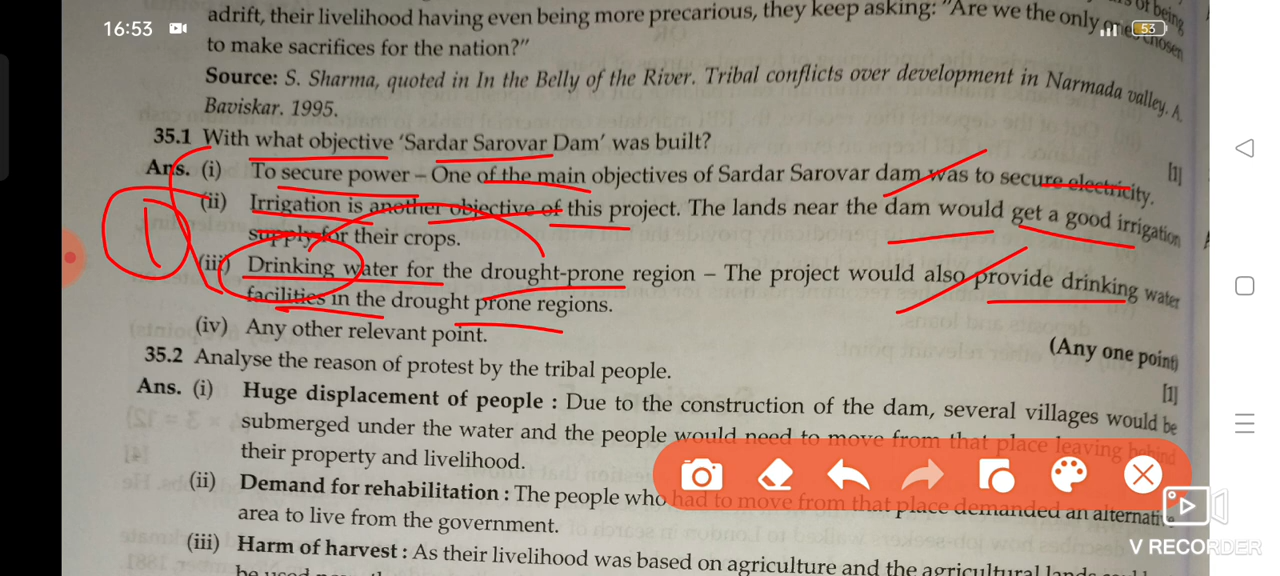 adrift, their livelihood having even being more precarious, they keep asking: "Are we the only ones chosen
16:53
53
to make sacrifices for the nation?"
Source: S. Sharma, quoted in In the Belly of the River. Tribal conflicts over development in Narmada valley. A.
Baviskar. 1995.
35.1 With what objective 'Sardar Sarovar Dam' was built?
[1]
Ans. (i) To secure power – One of the main objectives of Sardar Sarovar dam was to secure electricity.
(ii) Irrigation is another objective of this project. The lands near the dam would get a good irrigation
supply for their crops.
(iii) Drinking water for the drought-prone region – The project would also provide drinking water
facilities in the drought prone regions.
(iv) Any other relevant point.
(Any one point)
35.2 Analyse the reason of protest by the tribal people.
[1]
Ans. (i) Huge displacement of people : Due to the construction of the dam, several villages would be
submerged under the water and the people would need to move from that place leaving behind
their property and livelihood.
(ii) Demand for rehabilitation : The people who had to move from that place demanded an alternative
area to live from the government.
(iii) Harm of harvest : As their livelihood was based on agriculture and the agricultural lands
V RECORDER